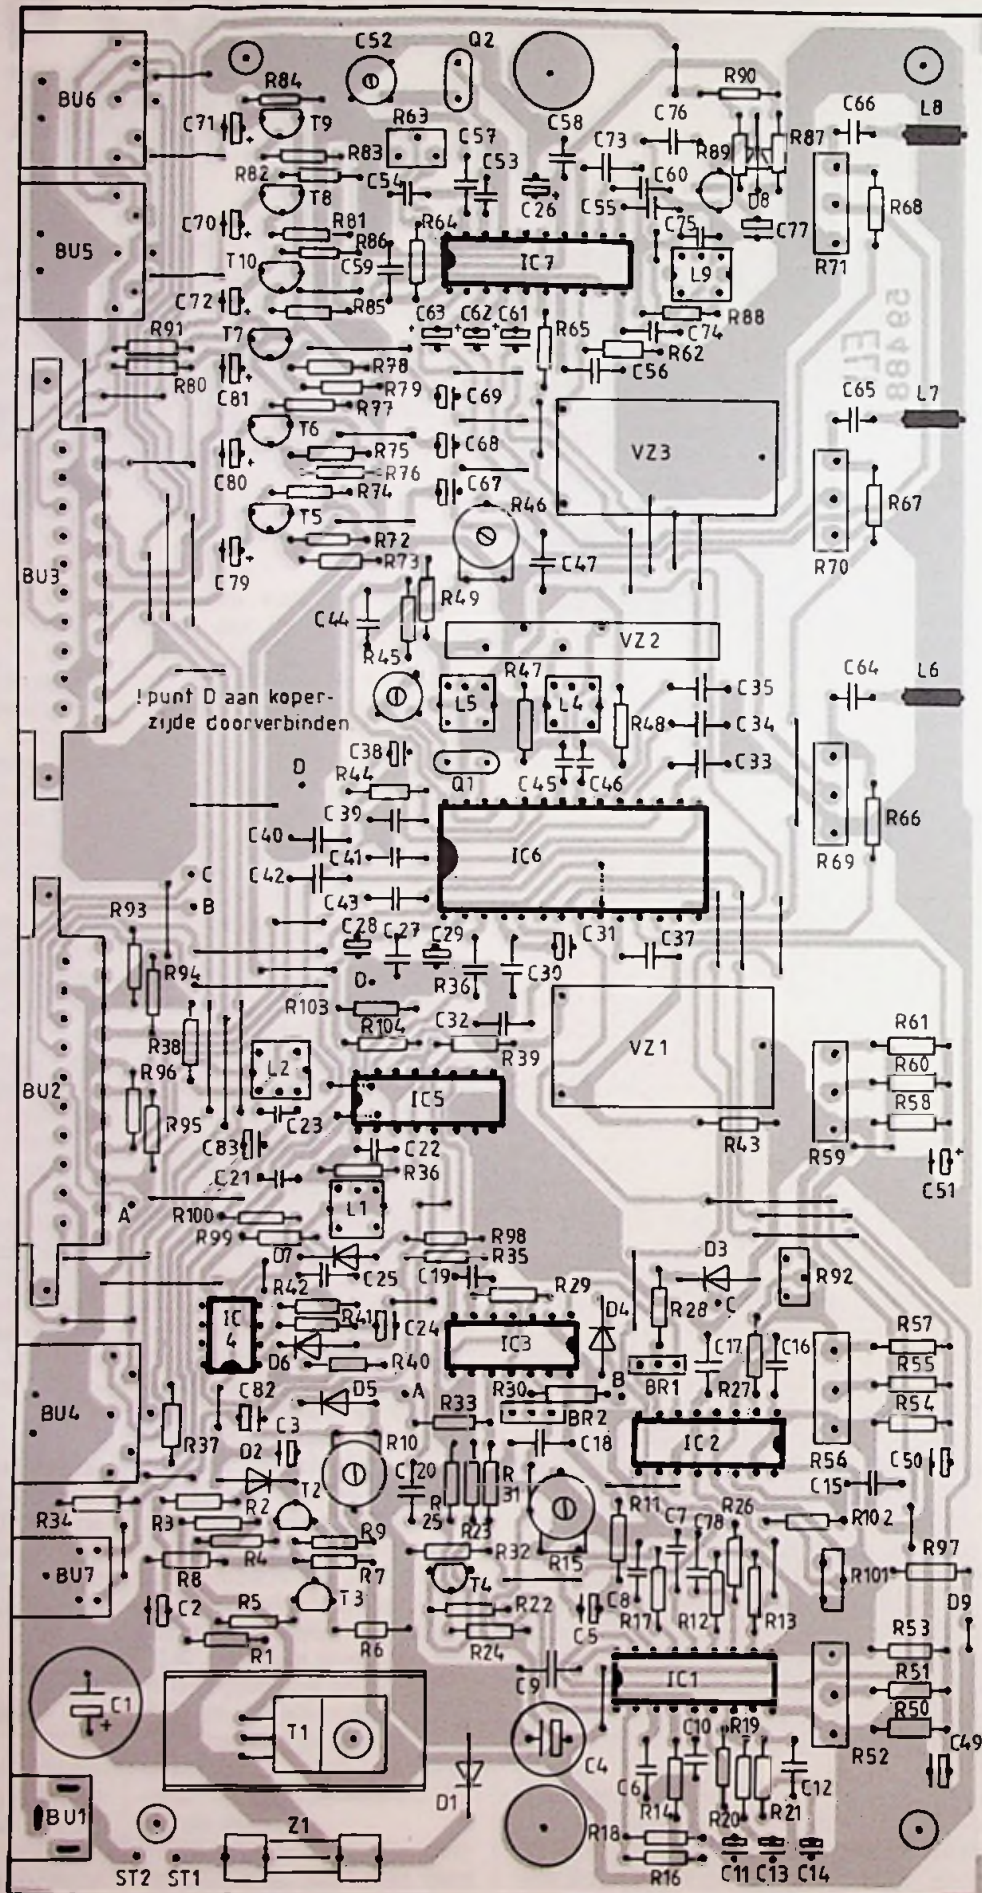 C52 Q2
BU6 R84 C71 T9 R63 C57 C58 C76 R90 C66 L8
R83 C73 R89 R87
R82 C54 C53 C60
T8 C26 C55 D8 R68
C70 R81 R64 C75 C77
BU5 R86 IC7 L9 R71
T10 C59
C72 R85 C63 C62 C61 R65 C74 R88
R91 T7 R62
R78 C56
R80 R79 C69 C65 L7
C81 R77
T6 C68 VZ3
R75
R76
C80 R74 C67 R46 R67
T5
R72 C47 R70
BU3 C79 R73
R49
C44
R45 VZ2
R47 C64 L6
! punt D aan koper-
zijde doorverbinden
L5 L4 C35
R48 C34
C38 C33
D R44 Q1 C45 C46
C39 R66
C40 C41 IC6
C42 R69
C C43
R93 B C28 C27 C29 C31 C37
R94 D R36 C30
R103 C32
R38 R104 R39 VZ1 R61
R96 L2 R60
BU2 IC5 R58
R95 C23 R43
C83 C22 R59
C21 R36 C51
A L1
R100
R99 R98
D7 R35 D3
R42 C25 C19 R29 R92
IC
4 R41 C24 IC3 D4 R28 C
R57
D6 R40 C17 C16 R55
BU4 D5 A R30 B BR1 R27 R54
C82 C3 R33 BR2
R37 D2 R10 C18 IC2 R56 C50
C20 R
31 C15
R34 R2 T2 R
25 R23 R11 C7 C78 R26 R102
R3 R9 R32 R15
R4 R97
BU7 R8 R7 T4 C8 R101
T3 R17 R12 R13 D9
C2 R5 R22 C5
R1 R6 R24 R53
C9 IC1 R51
C1 R50
T1 C4 C10 R19 R52 C49
C6 C12
D1 R14 R20 R21
BU1 Z1 R18
ST2 ST1 R16 C11 C13 C14
59488